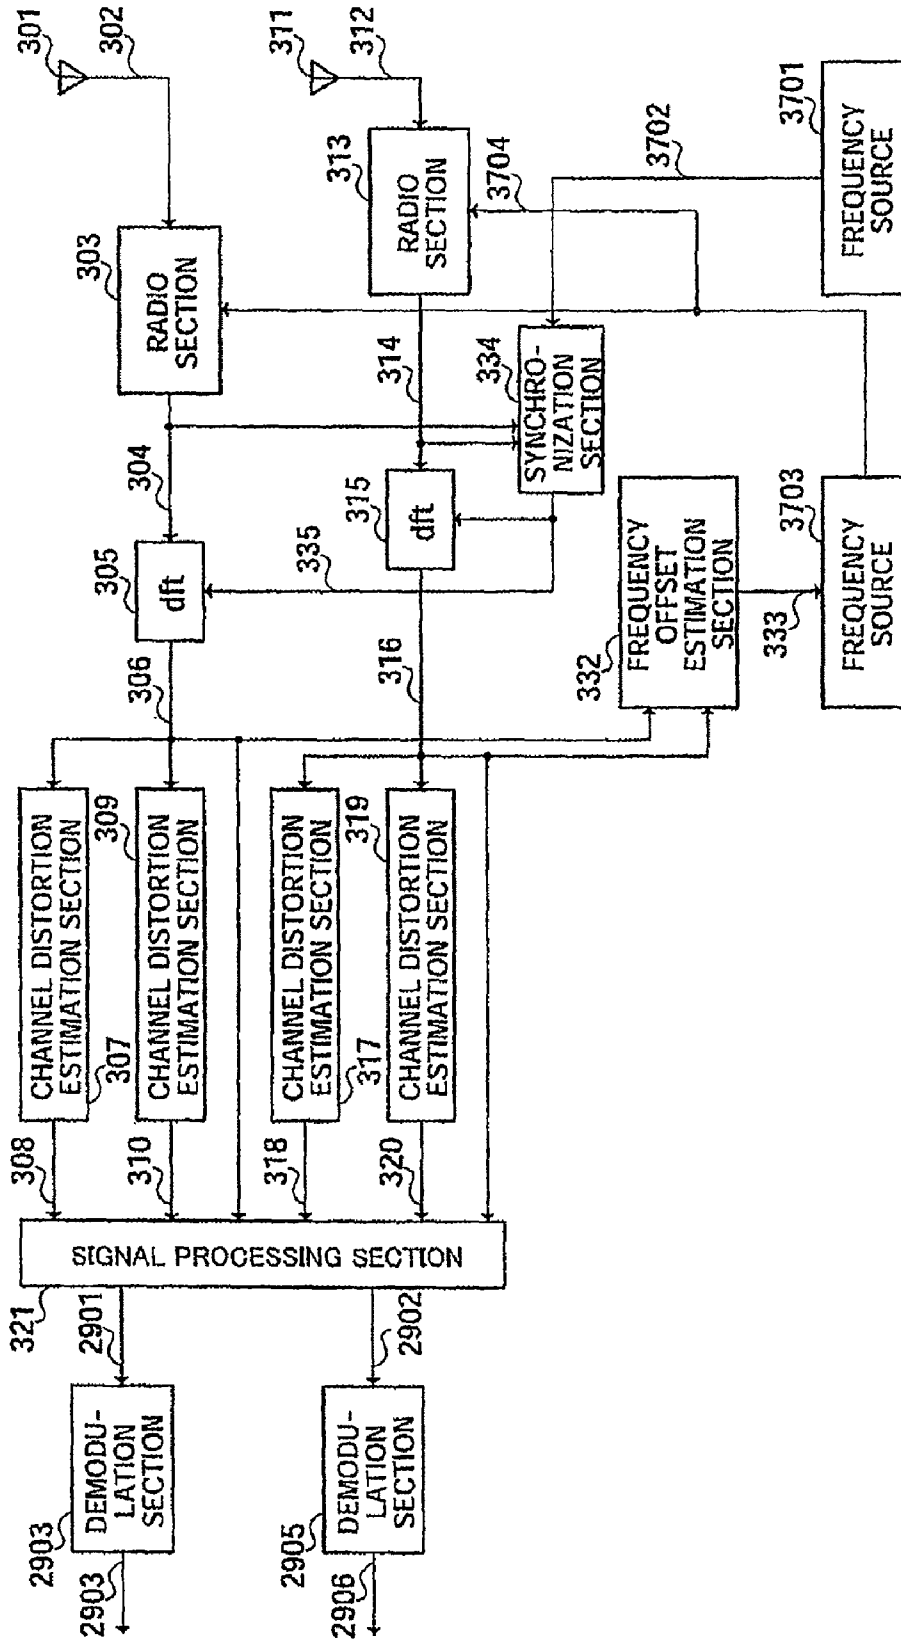 301
302
303
RADIO
SECTION
304
305
dft
306
307
CHANNEL DISTORTION
ESTIMATION SECTION
308
309
CHANNEL DISTORTION
ESTIMATION SECTION
310
311
312
313
RADIO
SECTION
314
315
dft
316
317
CHANNEL DISTORTION
ESTIMATION SECTION
318
319
CHANNEL DISTORTION
ESTIMATION SECTION
320
321
SIGNAL PROCESSING SECTION
2901
2903
DEMODU-
LATION
SECTION
2903
2902
2905
DEMODU-
LATION
SECTION
2906
334
SYNCHRO-
NIZATION
SECTION
335
332
FREQUENCY
OFFSET
ESTIMATION
SECTION
333
3703
FREQUENCY
SOURCE
3704
3702
3701
FREQUENCY
SOURCE